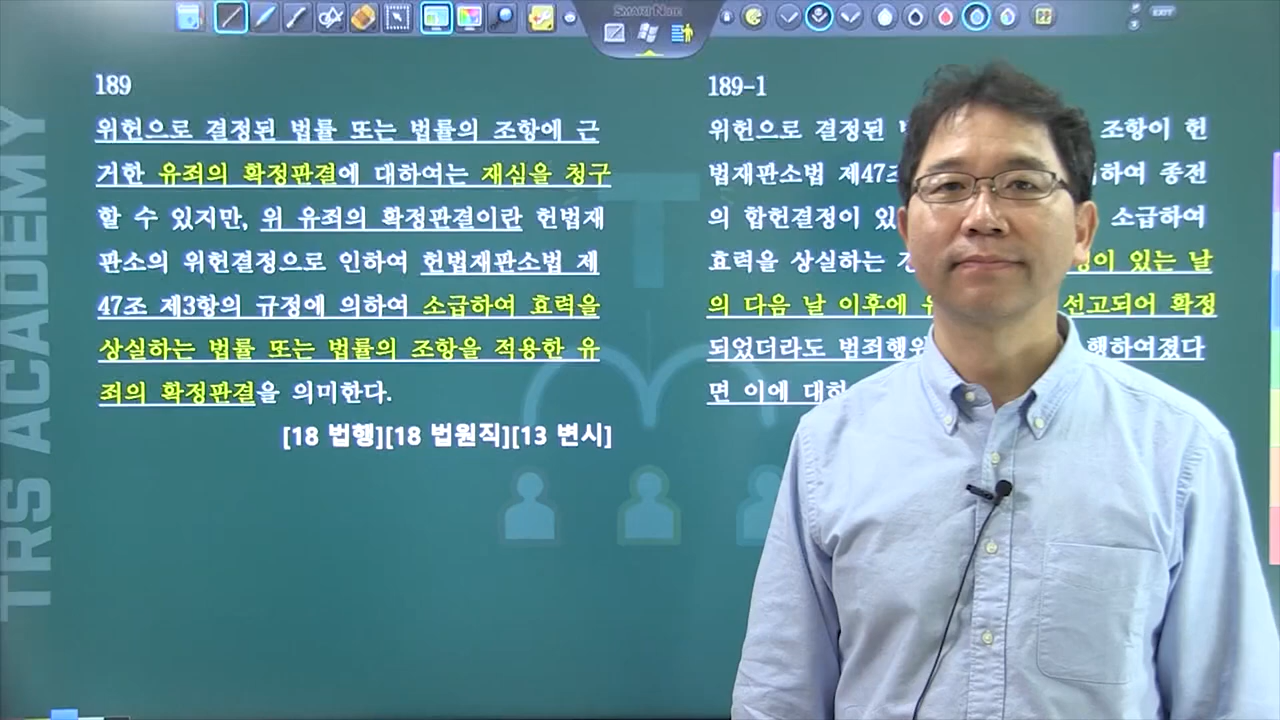 SMART NOTE
EXIT
TRS ACADEMY
189
위헌으로 결정된 법률 또는 법률의 조항에 근
거한 유죄의 확정판결에 대하여는 재심을 청구
할 수 있지만, 위 유죄의 확정판결이란 헌법재
판소의 위헌결정으로 인하여 헌법재판소법 제
47조 제3항의 규정에 의하여 소급하여 효력을
상실하는 법률 또는 법률의 조항을 적용한 유
죄의 확정판결을 의미한다.
[18 법행][18 법원직][13 변시]
189-1
위헌으로 결정된 조항이 헌
법재판소법 제47 하여 종전
의 합헌결정이 있 소급하여
효력을 상실하는 이 있는 날
의 다음 날 이후에 선고되어 확정
되었더라도 범죄행 행하여졌다
면 이에 대하